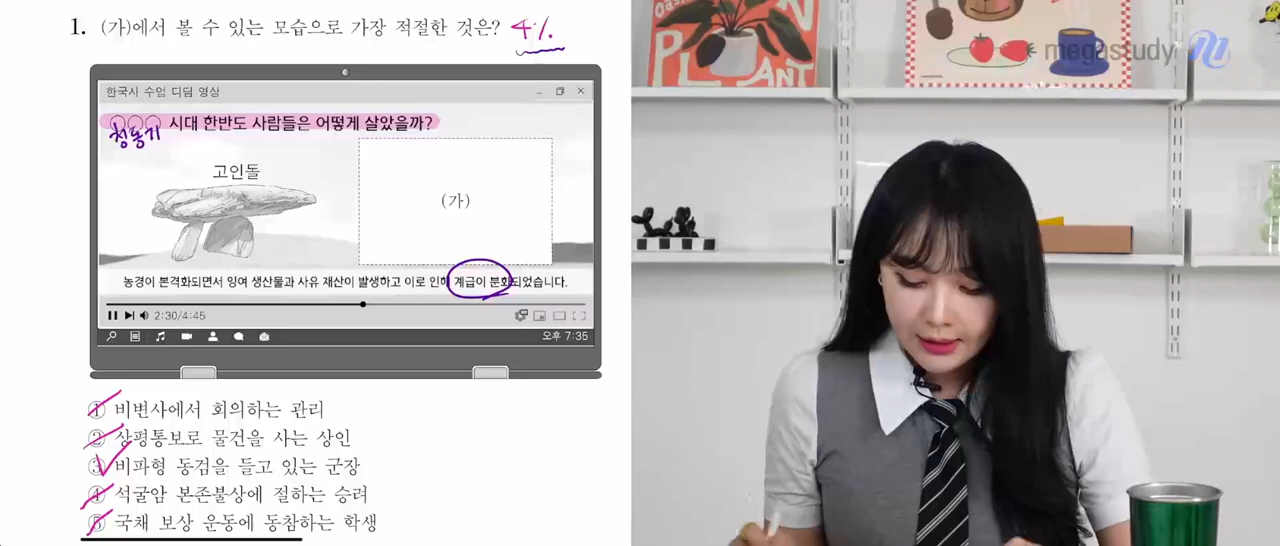 1. (가)에서 볼 수 있는 모습으로 가장 적절한 것은? 4%
한국사 수업 디딤 영상
○○○ 시대 한반도 사람들은 어떻게 살았을까?
청동기
고인돌
(가)
농경이 본격화되면서 잉여 생산물과 사유 재산이 발생하고 이로 인해 계급이 분화되었습니다.
2:30/4:45
오후 7:35
① 비변사에서 회의하는 관리
② 상평통보로 물건을 사는 상인
③ 비파형 동검을 들고 있는 군장
④ 석굴암 본존불상에 절하는 승려
⑤ 국채 보상 운동에 동참하는 학생
PLANT
megastudy